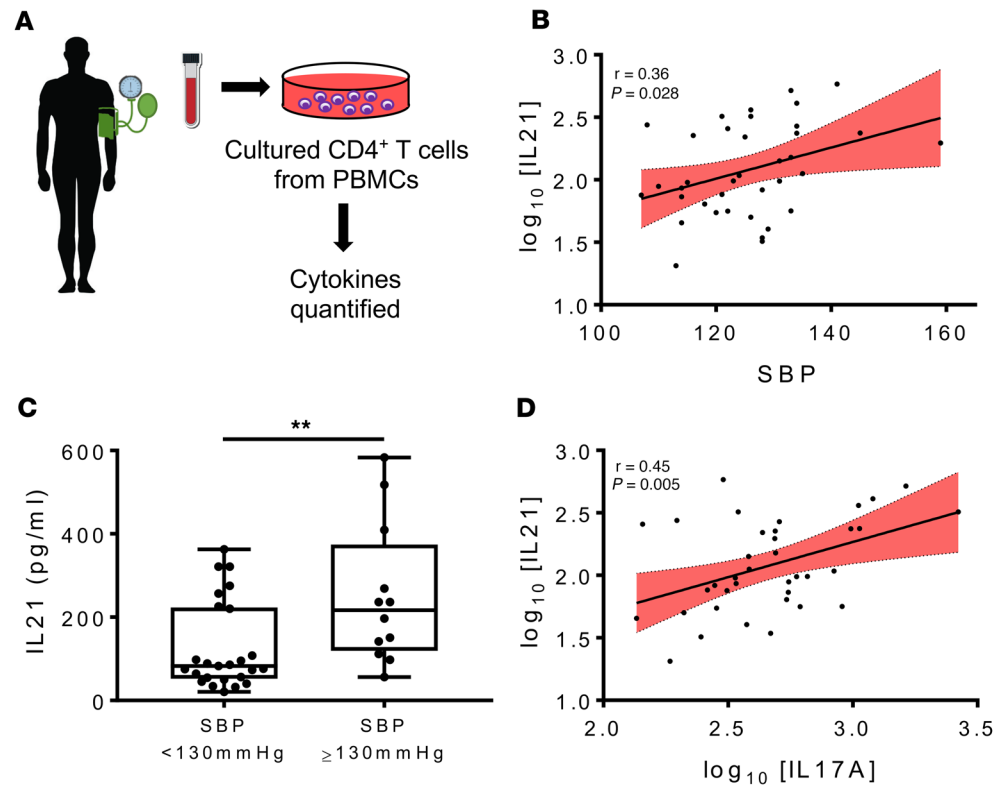 A
Cultured CD4+ T cells
from PBMCs
Cytokines
quantified
B
r = 0.36
P = 0.028
log10 [IL21]
3.0
2.5
2.0
1.5
1.0
100
120
140
160
SBP
C
**
IL21 (pg/ml)
600
400
200
0
SBP
<130mmHg
SBP
≥130mmHg
D
r = 0.45
P = 0.005
log10 [IL21]
3.0
2.5
2.0
1.5
1.0
2.0
2.5
3.0
3.5
log10 [IL17A]